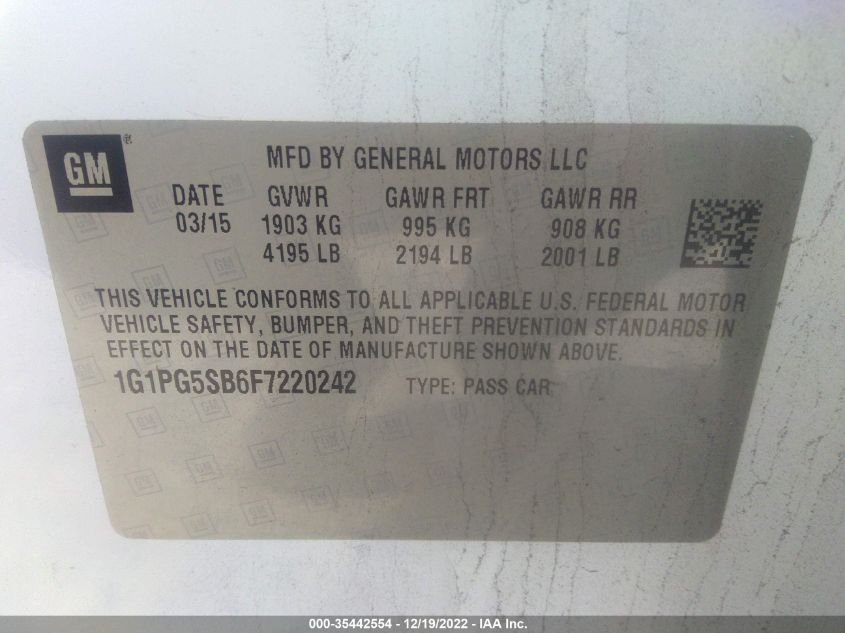 GM®
MFD BY GENERAL MOTORS LLC
DATE GVWR GAWR FRT GAWR RR
03/15 1903 KG 995 KG 908 KG
4195 LB 2194 LB 2001 LB
THIS VEHICLE CONFORMS TO ALL APPLICABLE U.S. FEDERAL MOTOR
VEHICLE SAFETY, BUMPER, AND THEFT PREVENTION STANDARDS IN
EFFECT ON THE DATE OF MANUFACTURE SHOWN ABOVE.
1G1PG5SB6F7220242 TYPE: PASS CAR
000-35442554 - 12/19/2022 - IAA Inc.